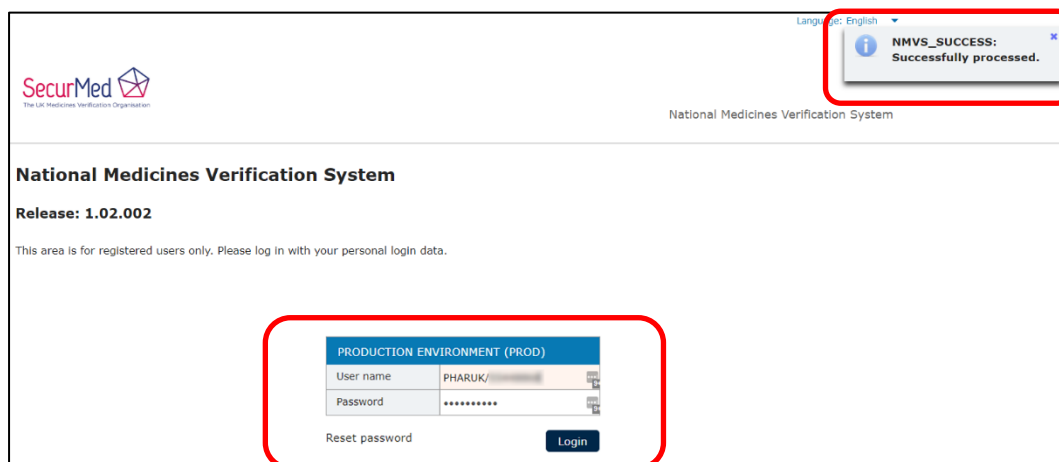 Language: English
NMVS_SUCCESS:
Successfully processed.
SecurMed
The UK Medicines Verification Organisation
National Medicines Verification System
National Medicines Verification System
Release: 1.02.002
This area is for registered users only. Please log in with your personal login data.
PRODUCTION ENVIRONMENT (PROD)
User name PHARUK/
Password ••••••••••
Reset password Login